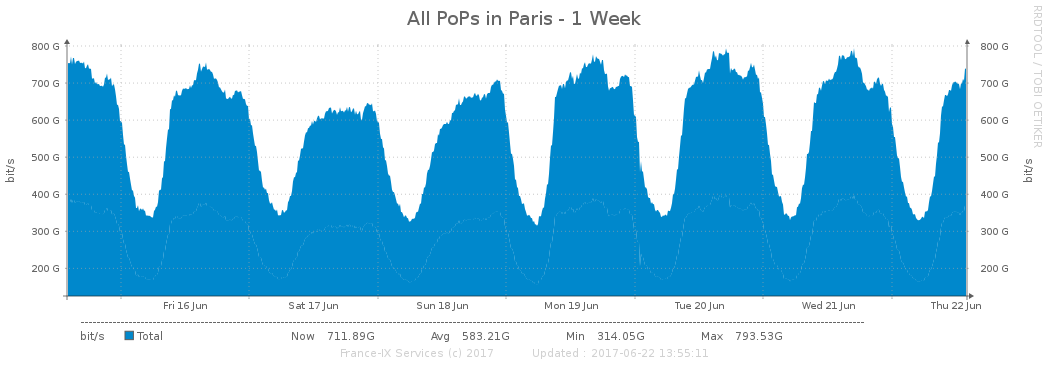 All PoPs in Paris - 1 Week
RRDTOOL / TOBI OETIKER
800 G 800 G
700 G 700 G
600 G 600 G
500 G 500 G
400 G 400 G
300 G 300 G
200 G 200 G
bit/s bit/s
Fri 16 Jun Sat 17 Jun Sun 18 Jun Mon 19 Jun Tue 20 Jun Wed 21 Jun Thu 22 Jun
bit/s Total Now 711.89G Avg 583.21G Min 314.05G Max 793.53G
France-IX Services (c) 2017 Updated : 2017-06-22 13:55:11